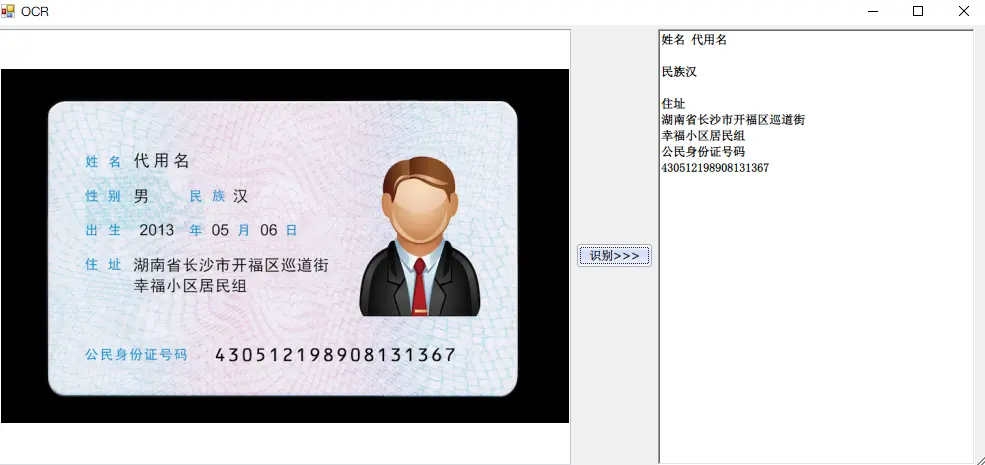 OCR
姓 名 代用名
性 别 男 民 族 汉
出 生 2013 年 05 月 06 日
住 址 湖南省长沙市开福区巡道街
幸福小区居民组
公民身份证号码 430512198908131367
识别>>>
姓名 代用名
民族汉
住址
湖南省长沙市开福区巡道街
幸福小区居民组
公民身份证号码
430512198908131367